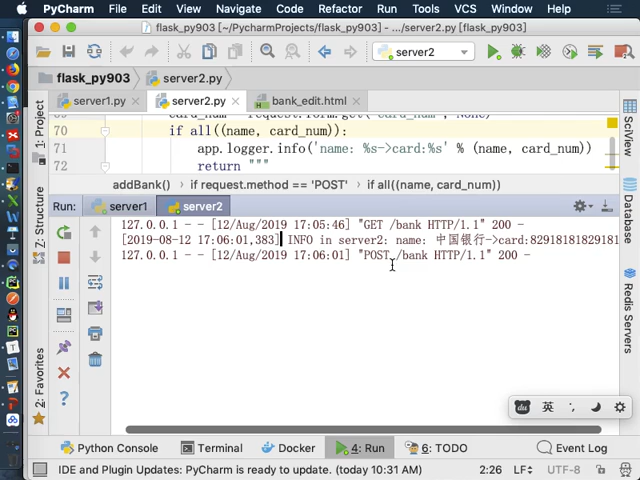 PyCharm File Edit View Navigate Code Refactor Run Tools VCS Window Help
flask_py903 [~/PycharmProjects/flask_py903] - .../server2.py
server2
flask_py903 server2.py
server1.py server2.py bank_edit.html
1: Project
Z: Structure
2: Favorites
SciView
Database
70 if all((name, card_num)):
71 app.logger.info('name: %s->card:%s' % (name, card_num))
72 return """
addBank() if request.method == 'POST' if all((name, card_num))
Run: server1 server2
127.0.0.1 - - [12/Aug/2019 17:05:46] "GET /bank HTTP/1.1" 200 -
[2019-08-12 17:06:01,383] INFO in server2: name: 中国银行->card:82918181829181
127.0.0.1 - - [12/Aug/2019 17:06:01] "POST /bank HTTP/1.1" 200 -
du 英
Python Console Terminal Docker 4: Run 6: TODO Event Log
IDE and Plugin Updates: PyCharm is ready to update. (today 10:31 AM) 2:26 LF UTF-8